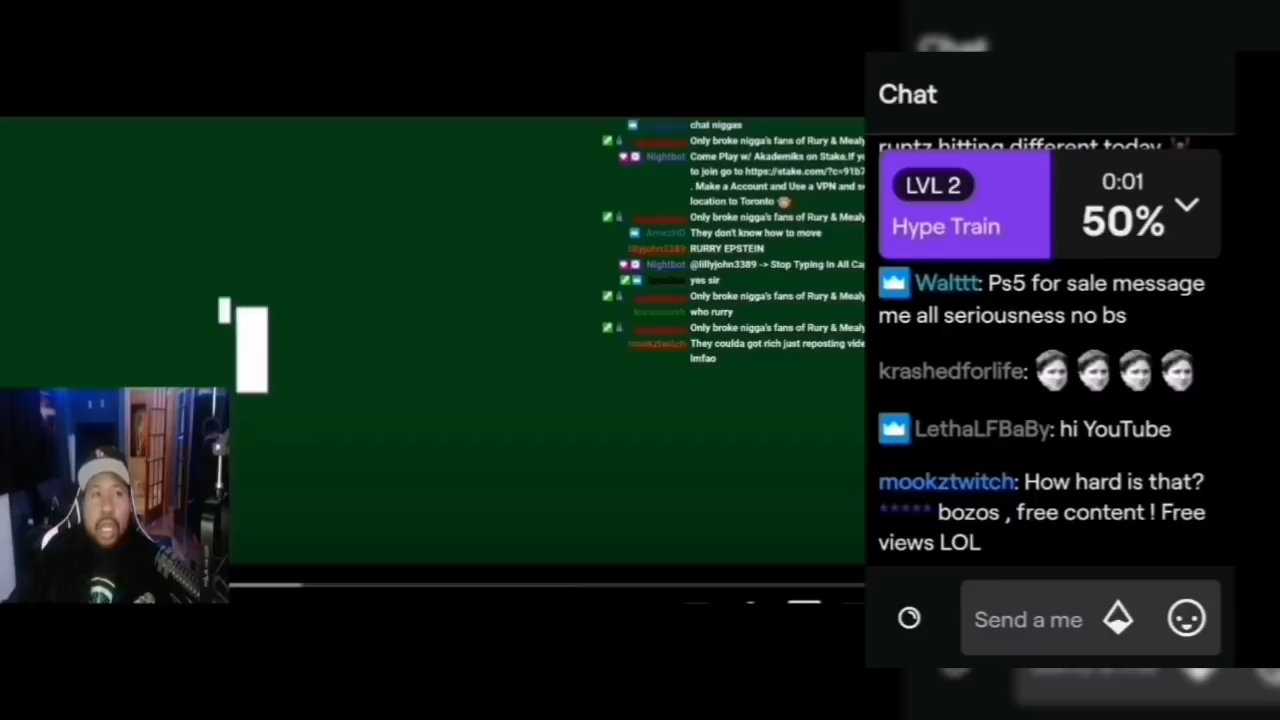 chat niggas
Only broke nigga's fans of Rury & Mealy
Nightbot Come Play w/ Akademiks on Stake.If y
to join go to https://stake.com/?c=91b7
. Make a Account and Use a VPN and s
location to Toronto
Only broke nigga's fans of Rury & Mealy
They don't know how to move
lillyjohn3289 RURRY EPSTEIN
Nightbot @lillyjohn3389 -> Stop Typing In All Ca
yes sir
Only broke nigga's fans of Rury & Mealy
who rurry
Only broke nigga's fans of Rury & Mealy
mookztwitch They coulda got rich just reposting vide
lmfao
Chat
runtz hitting different today
LVL 2
Hype Train
0:01
50%
Walttt: Ps5 for sale message
me all seriousness no bs
krashedforlife:
LethaLFBaBy: hi YouTube
mookztwitch: How hard is that?
***** bozos , free content ! Free
views LOL
Send a me